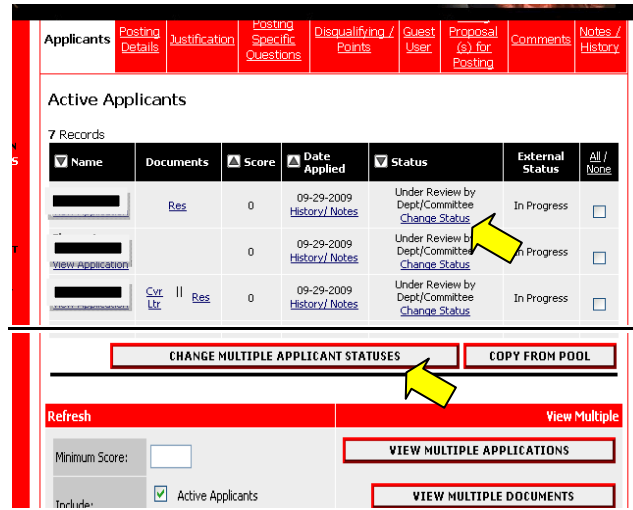 Applicants
Posting
Details
Justification
Posting
Specific
Questions
Disqualifying /
Points
Guest
User
Proposal
(s) for
Posting
Comments
Notes /
History
Active Applicants
7 Records
Name Documents Score Date Applied Status External Status All / None
Res 0 09-29-2009 Under Review by
History/ Notes Dept/Committee In Progress
Change Status
0 09-29-2009 Under Review by
History/ Notes Dept/Committee In Progress
View Application Change Status
Cvr Ltr || Res 0 09-29-2009 Under Review by
History/ Notes Dept/Committee In Progress
Change Status
CHANGE MULTIPLE APPLICANT STATUSES COPY FROM POOL
Refresh View Multiple
Minimum Score: VIEW MULTIPLE APPLICATIONS
Include: Active Applicants VIEW MULTIPLE DOCUMENTS